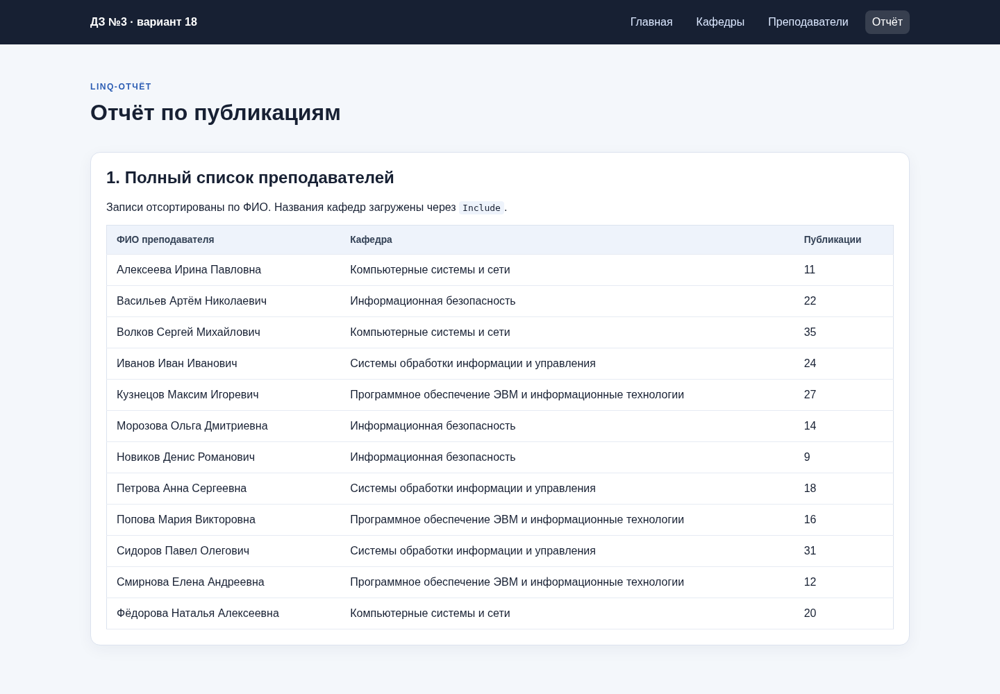 ДЗ №3 · вариант 18
Главная Кафедры Преподаватели Отчёт
LINQ-ОТЧЁТ
Отчёт по публикациям
1. Полный список преподавателей
Записи отсортированы по ФИО. Названия кафедр загружены через Include.
ФИО преподавателя Кафедра Публикации
Алексеева Ирина Павловна Компьютерные системы и сети 11
Васильев Артём Николаевич Информационная безопасность 22
Волков Сергей Михайлович Компьютерные системы и сети 35
Иванов Иван Иванович Системы обработки информации и управления 24
Кузнецов Максим Игоревич Программное обеспечение ЭВМ и информационные технологии 27
Морозова Ольга Дмитриевна Информационная безопасность 14
Новиков Денис Романович Информационная безопасность 9
Петрова Анна Сергеевна Системы обработки информации и управления 18
Попова Мария Викторовна Программное обеспечение ЭВМ и информационные технологии 16
Сидоров Павел Олегович Системы обработки информации и управления 31
Смирнова Елена Андреевна Программное обеспечение ЭВМ и информационные технологии 12
Фёдорова Наталья Алексеевна Компьютерные системы и сети 20